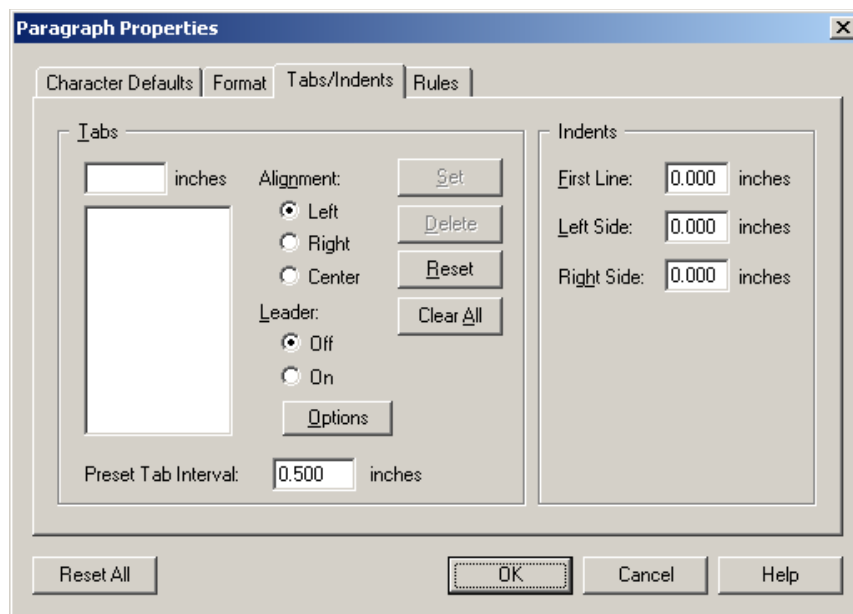 Paragraph Properties
Character Defaults Format Tabs/Indents Rules
Tabs
inches
Alignment:
Left
Right
Center
Leader:
Off
On
Options
Set
Delete
Reset
Clear All
Preset Tab Interval: 0.500 inches
Indents
First Line: 0.000 inches
Left Side: 0.000 inches
Right Side: 0.000 inches
Reset All OK Cancel Help